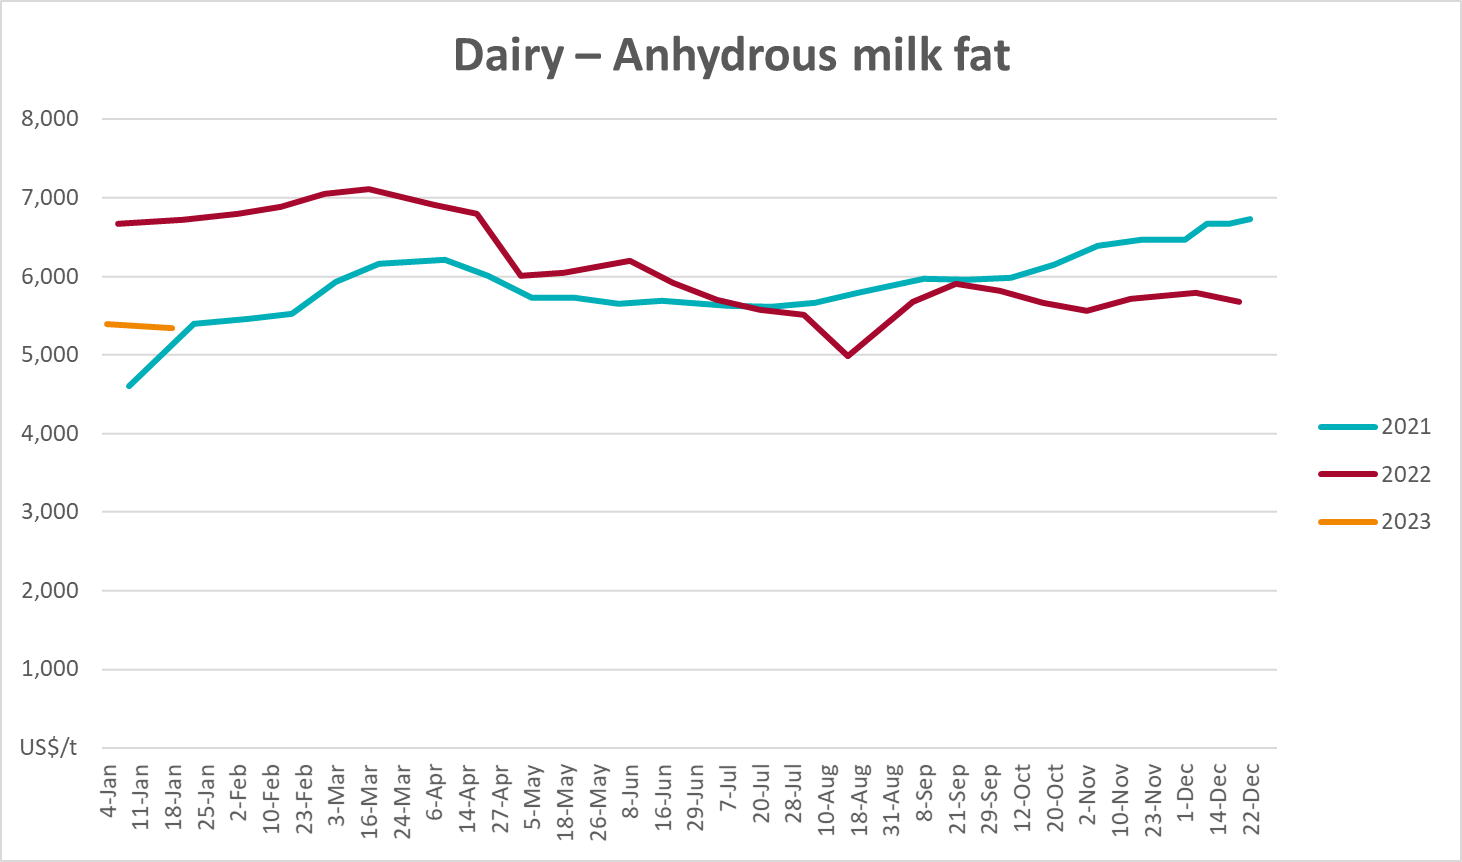 Dairy – Anhydrous milk fat
8,000
7,000
6,000
5,000
4,000
3,000
2,000
1,000
US$/t
4-Jan
11-Jan
18-Jan
25-Jan
2-Feb
10-Feb
23-Feb
3-Mar
16-Mar
24-Mar
6-Apr
14-Apr
27-Apr
5-May
18-May
26-May
8-Jun
16-Jun
29-Jun
7-Jul
20-Jul
28-Jul
10-Aug
18-Aug
31-Aug
8-Sep
21-Sep
29-Sep
12-Oct
20-Oct
2-Nov
10-Nov
23-Nov
1-Dec
14-Dec
22-Dec
2021
2022
2023